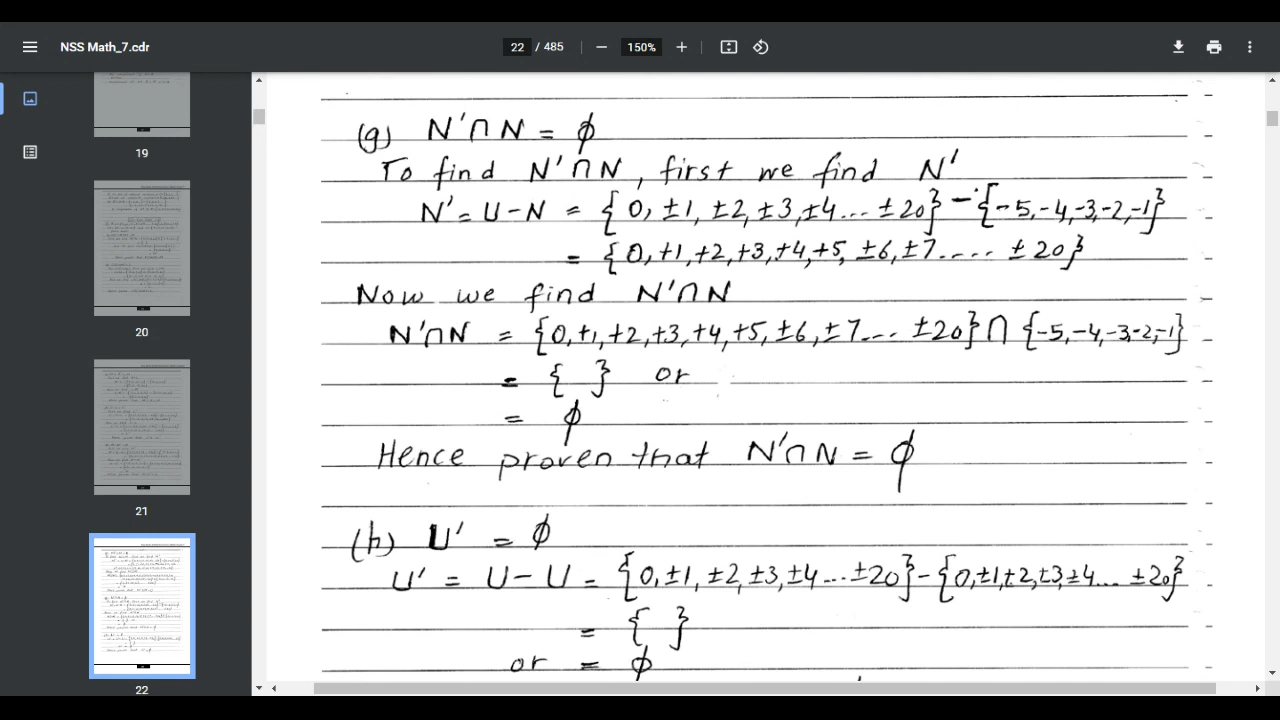 NSS Math_7.cdr
22 / 485
150%
19
20
21
22
(g) N'∩N = ϕ
To find N'∩N, first we find N'
N' = U-N = {0, ±1, ±2, ±3, ±4... ±20} - {-5,-4,-3,-2,-1}
= {0, +1, +2, +3, +4, +5, ±6, ±7.... ±20}
Now we find N'∩N
N'∩N = {0, +1, +2, +3, +4, +5, ±6, ±7... ±20} ∩ {-5,-4,-3,-2,-1}
= { } or
= ϕ
Hence proven that N'∩N = ϕ
(h) U' = ϕ
U' = U-U = {0, ±1, ±2, ±3, ±4...±20} - {0, ±1, ±2, ±3, ±4... ±20}
= { }
or = ϕ